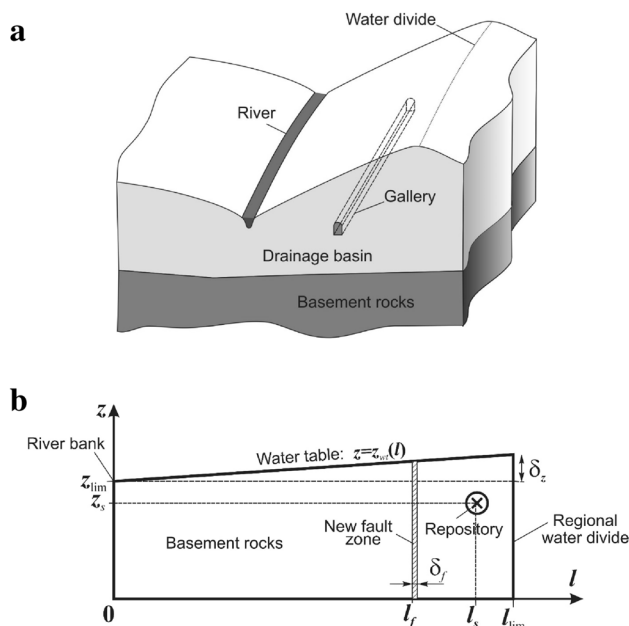 a
Water divide
River
Gallery
Drainage basin
Basement rocks
b
z
River bank
Water table: z=z_wt(l)
z_lim
δ_z
z_s
New fault
zone
Repository
Regional
water divide
Basement rocks
δ_f
l
0
l_f
l_s
l_lim